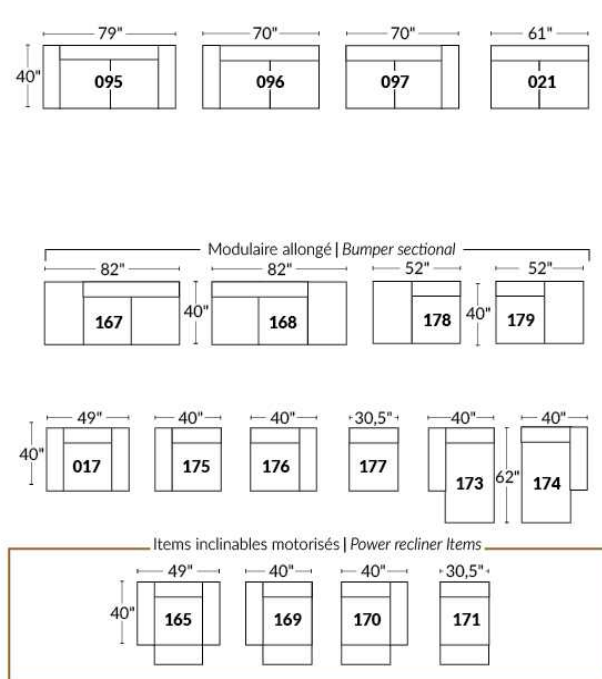 79" 70" 70" 61"
40" 095 096 097 021
Modulaire allongé | Bumper sectional
82" 82" 52" 52"
167 40" 168 178 40" 179
49" 40" 40" 30,5" 40" 40"
40" 017 175 176 177 173 62" 174
Items inclinables motorisés | Power recliner Items
49" 40" 40" 30,5"
40" 165 169 170 171